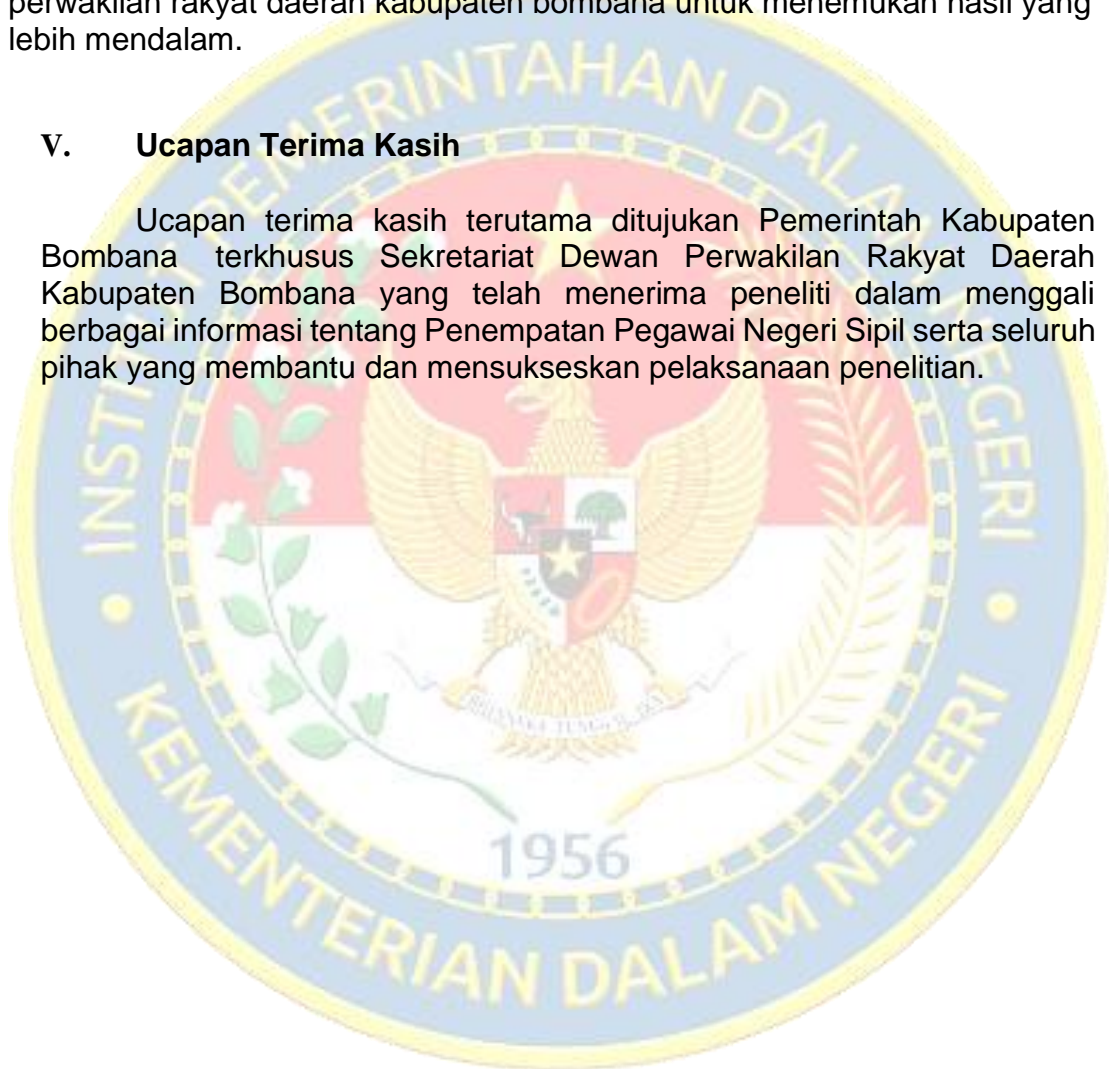 perwakilan rakyat daerah kabupaten bombana untuk menemukan hasil yang
lebih mendalam.
V. Ucapan Terima Kasih
Ucapan terima kasih terutama ditujukan Pemerintah Kabupaten
Bombana terkhusus Sekretariat Dewan Perwakilan Rakyat Daerah
Kabupaten Bombana yang telah menerima peneliti dalam menggali
berbagai informasi tentang Penempatan Pegawai Negeri Sipil serta seluruh
pihak yang membantu dan mensukseskan pelaksanaan penelitian.
INSTITUT PEMERINTAHAN DALAM NEGERI
BHINNEKA TUNGGAL IKA
1956
KEMENTERIAN DALAM NEGERI